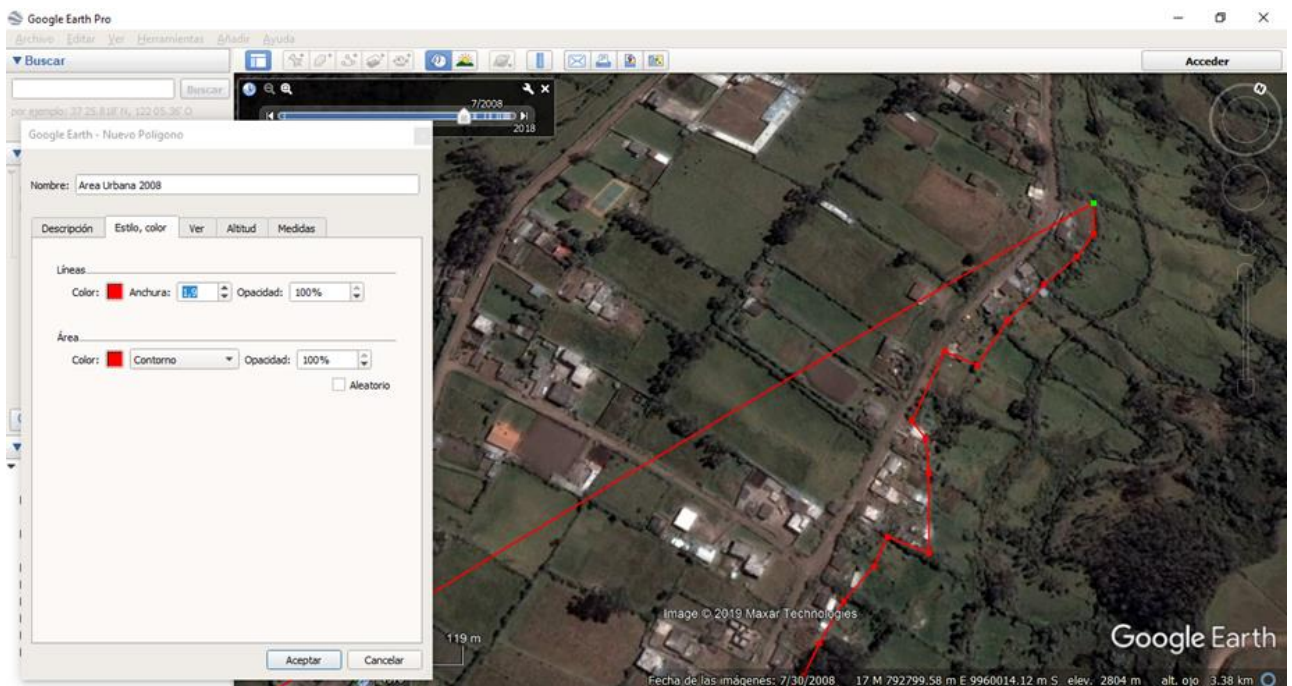 Google Earth Pro
Archivo Editar Ver Herramientas Añadir Ayuda
Buscar
Acceder
Buscar
por ejemplo: 37 25.818' N, 122 05.36' O
7/2008
2018
Google Earth - Nuevo Polígono
Nombre: Area Urbana 2008
Descripción Estilo, color Ver Altitud Medidas
Líneas
Color: Anchura: 1,9 Opacidad: 100%
Área
Color: Contorno Opacidad: 100%
Aleatorio
Aceptar Cancelar
119 m
Image © 2019 Maxar Technologies
Google Earth
Fecha de las imágenes: 7/30/2008 17 M 792799.58 m E 9960014.12 m S elev. 2804 m alt. ojo 3.38 km